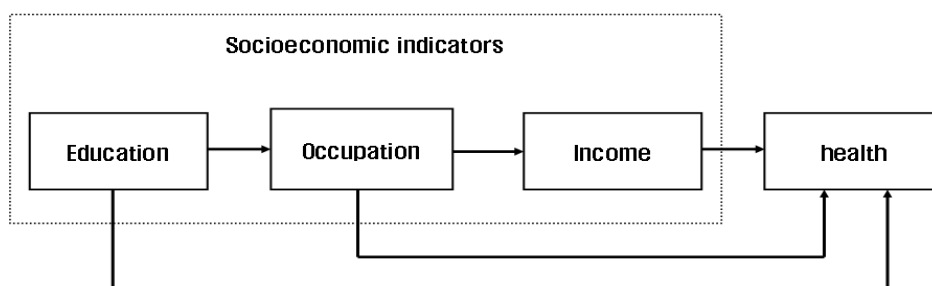 Socioeconomic indicators
Education
Occupation
Income
health